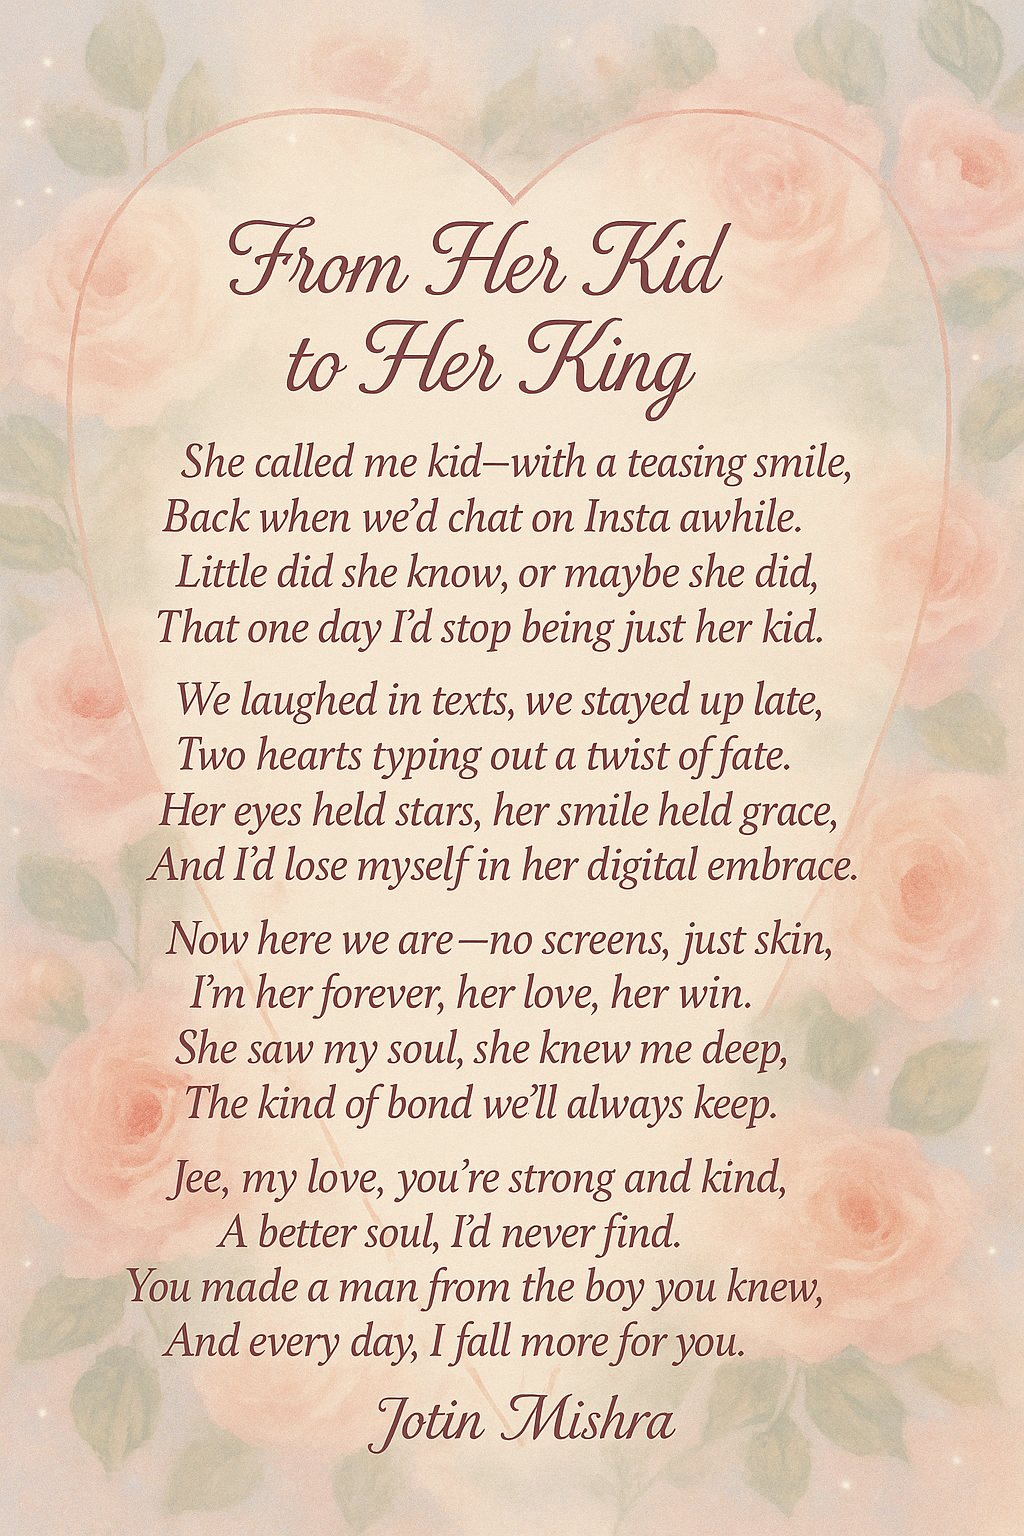 From Her Kid
to Her King
She called me kid—with a teasing smile,
Back when we’d chat on Insta awhile.
Little did she know, or maybe she did,
That one day I’d stop being just her kid.
We laughed in texts, we stayed up late,
Two hearts typing out a twist of fate.
Her eyes held stars, her smile held grace,
And I’d lose myself in her digital embrace.
Now here we are—no screens, just skin,
I’m her forever, her love, her win.
She saw my soul, she knew me deep,
The kind of bond we’ll always keep.
Jee, my love, you’re strong and kind,
A better soul, I’d never find.
You made a man from the boy you knew,
And every day, I fall more for you.
Jotin Mishra